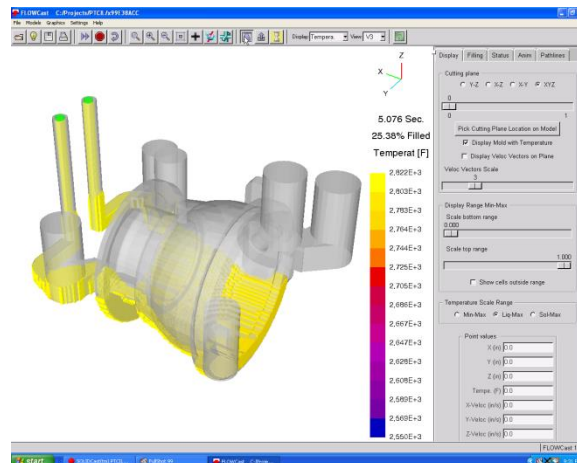 FLOWCast C:/Projects/PTC/Lfx99138ACC
File Models Graphics Settings Help
Display Tempera. View V3
Display Filling Status Anim Pathlines
Cutting plane
Y-Z X-Z X-Y XYZ
0
0 1
Pick Cutting Plane Location on Model
Display Mold with Temperature
Display Veloc Vectors on Plane
Veloc Vectors Scale
3
Display Range Min-Max
Scale bottom range
0.000
Scale top range
1.000
Show cells outside range
Temperature Scale Range
Min-Max Liq-Max Sol-Max
Point values
X (in) 0.0
Y (in) 0.0
Z (in) 0.0
Tempe. (F) 0.0
X-Veloc (in/s) 0.0
Y-Veloc (in/s) 0.0
Z-Veloc (in/s) 0.0
Z
X
Y
5.076 Sec.
25.38% Filled
Temperat [F]
2,822E+3
2,803E+3
2,783E+3
2,764E+3
2,744E+3
2,725E+3
2,705E+3
2,686E+3
2,667E+3
2,647E+3
2,628E+3
2,608E+3
2,589E+3
2,569E+3
2,550E+3
FLOWCast 1
start